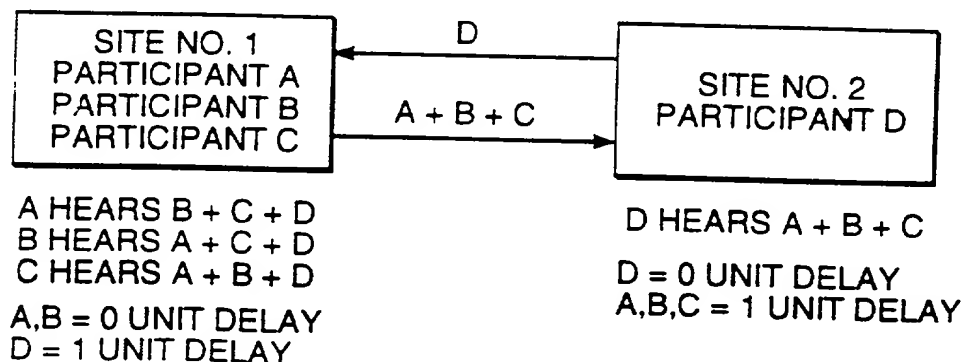 SITE NO. 1
PARTICIPANT A
PARTICIPANT B
PARTICIPANT C
D
A + B + C
SITE NO. 2
PARTICIPANT D
A HEARS B + C + D
B HEARS A + C + D
C HEARS A + B + D
A,B = 0 UNIT DELAY
D = 1 UNIT DELAY
D HEARS A + B + C
D = 0 UNIT DELAY
A,B,C = 1 UNIT DELAY